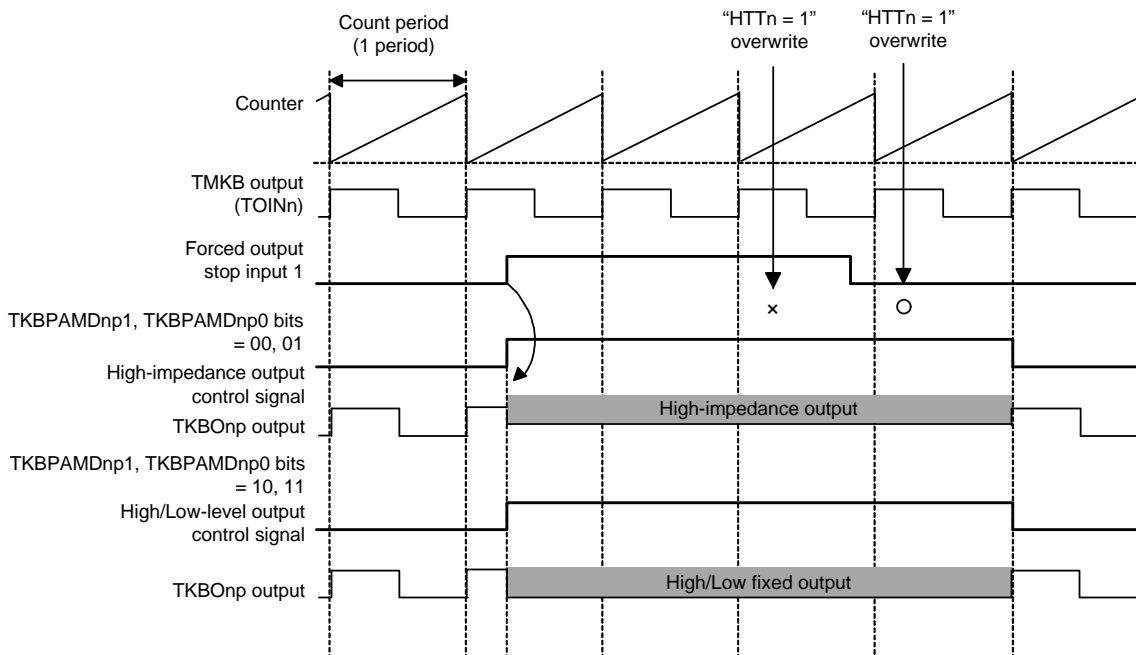 Count period
(1 period)
“HTTn = 1”
overwrite
“HTTn = 1”
overwrite
Counter
TMKB output
(TOINn)
Forced output
stop input 1
×
TKBPAMDnp1, TKBPAMDnp0 bits
= 00, 01
High-impedance output
control signal
High-impedance output
TKBOnp output
TKBPAMDnp1, TKBPAMDnp0 bits
= 10, 11
High/Low-level output
control signal
High/Low fixed output
TKBOnp output